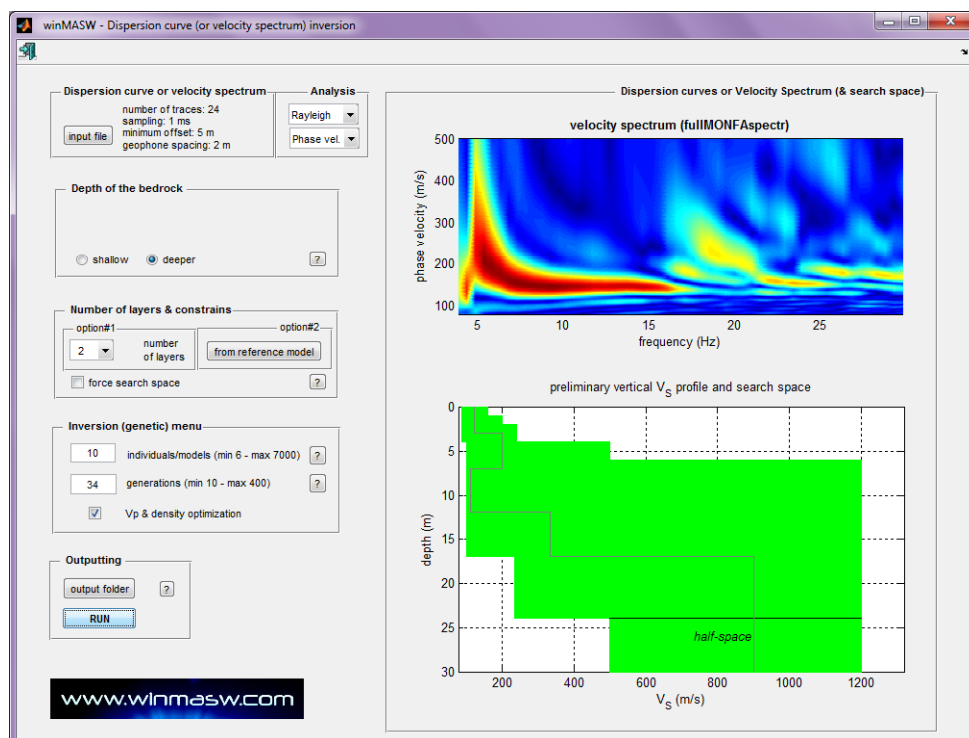 winMASW - Dispersion curve (or velocity spectrum) inversion
Dispersion curve or velocity spectrum
number of traces: 24
sampling: 1 ms
minimum offset: 5 m
geophone spacing: 2 m
input file
Analysis
Rayleigh
Phase vel.
Depth of the bedrock
shallow
deeper
?
Number of layers & constrains
option#1
2
number
of layers
option#2
from reference model
force search space
?
Inversion (genetic) menu
10
individuals/models (min 6 - max 7000)
?
34
generations (min 10 - max 400)
?
Vp & density optimization
Outputting
output folder
?
RUN
www.winmasw.com
Dispersion curves or Velocity Spectrum (& search space)
velocity spectrum (fullMONFAspectr)
phase velocity (m/s)
500
400
300
200
100
5
10
15
20
25
frequency (Hz)
preliminary vertical V_S profile and search space
depth (m)
0
5
10
15
20
25
30
half-space
200
400
600
800
1000
1200
V_S (m/s)